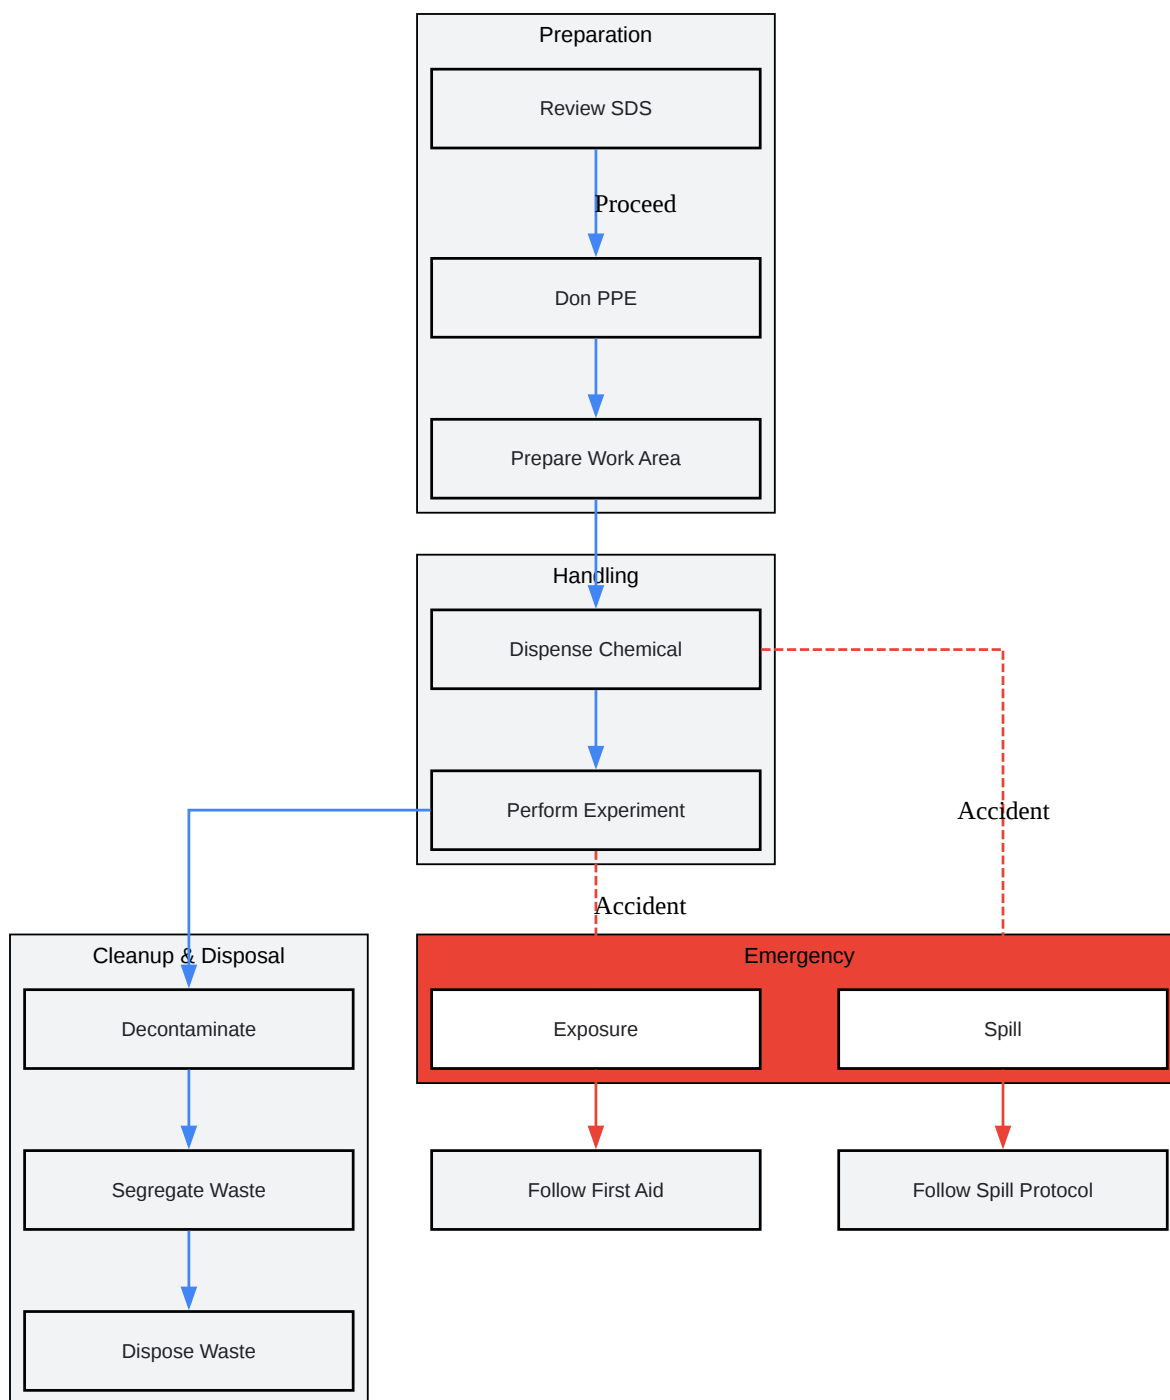 Preparation
Review SDS
Proceed
Don PPE
Prepare Work Area
Handling
Dispense Chemical
Perform Experiment
Accident
Accident
Cleanup & Disposal
Emergency
Decontaminate
Exposure
Spill
Segregate Waste
Follow First Aid
Follow Spill Protocol
Dispose Waste